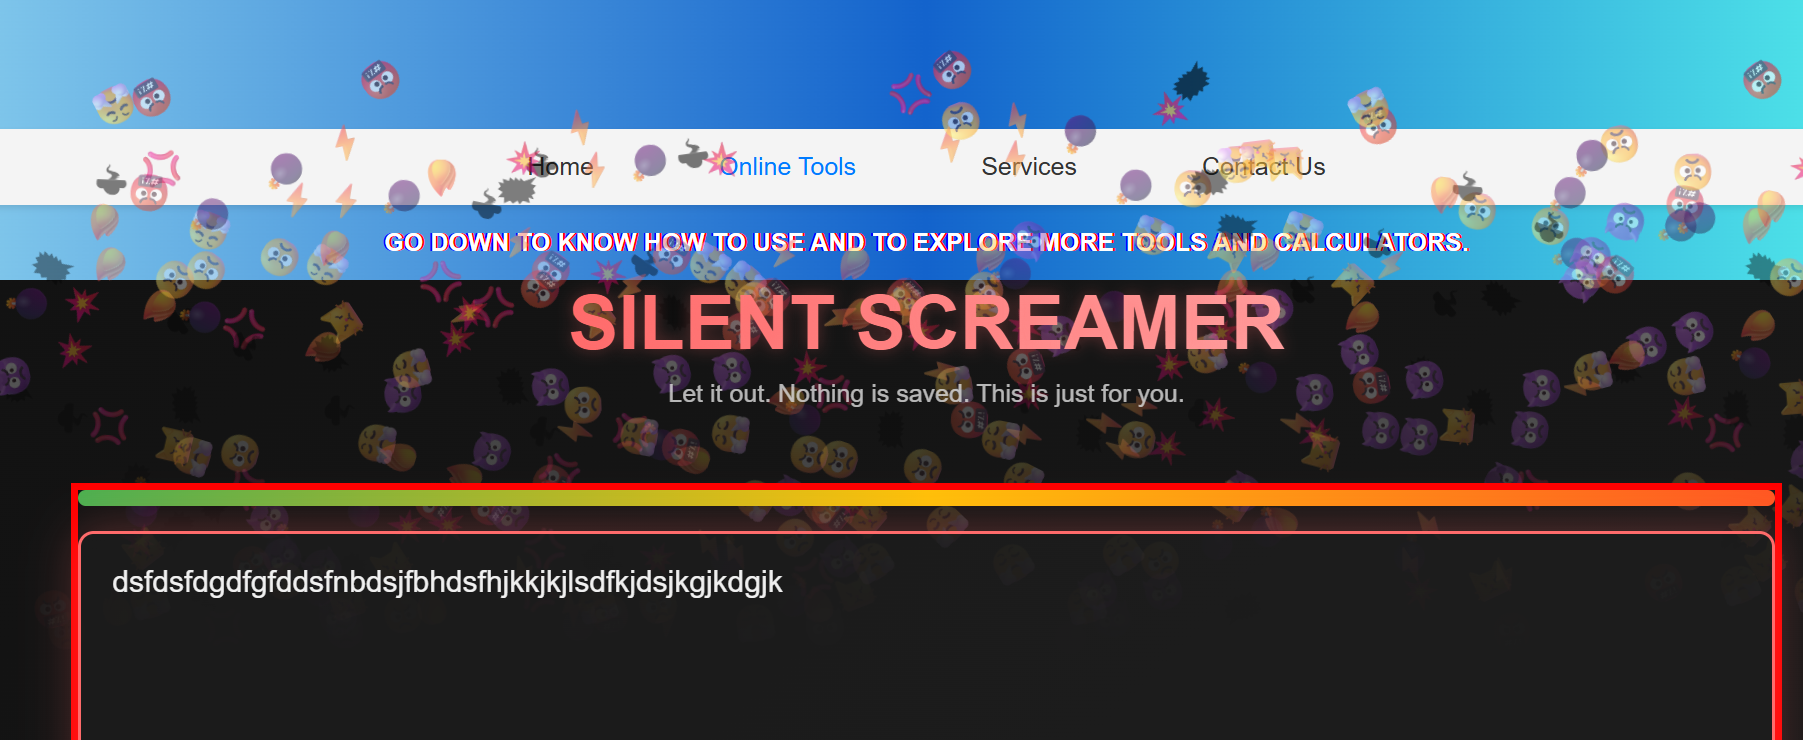 Home Online Tools Services Contact Us
GO DOWN TO KNOW HOW TO USE AND TO EXPLORE MORE TOOLS AND CALCULATORS.
SILENT SCREAMER
Let it out. Nothing is saved. This is just for you.
dsfdsfdgdfgfddsfnbdsjfbhdsfhjkkjkjlsdfkjdsjkgjkdgjk